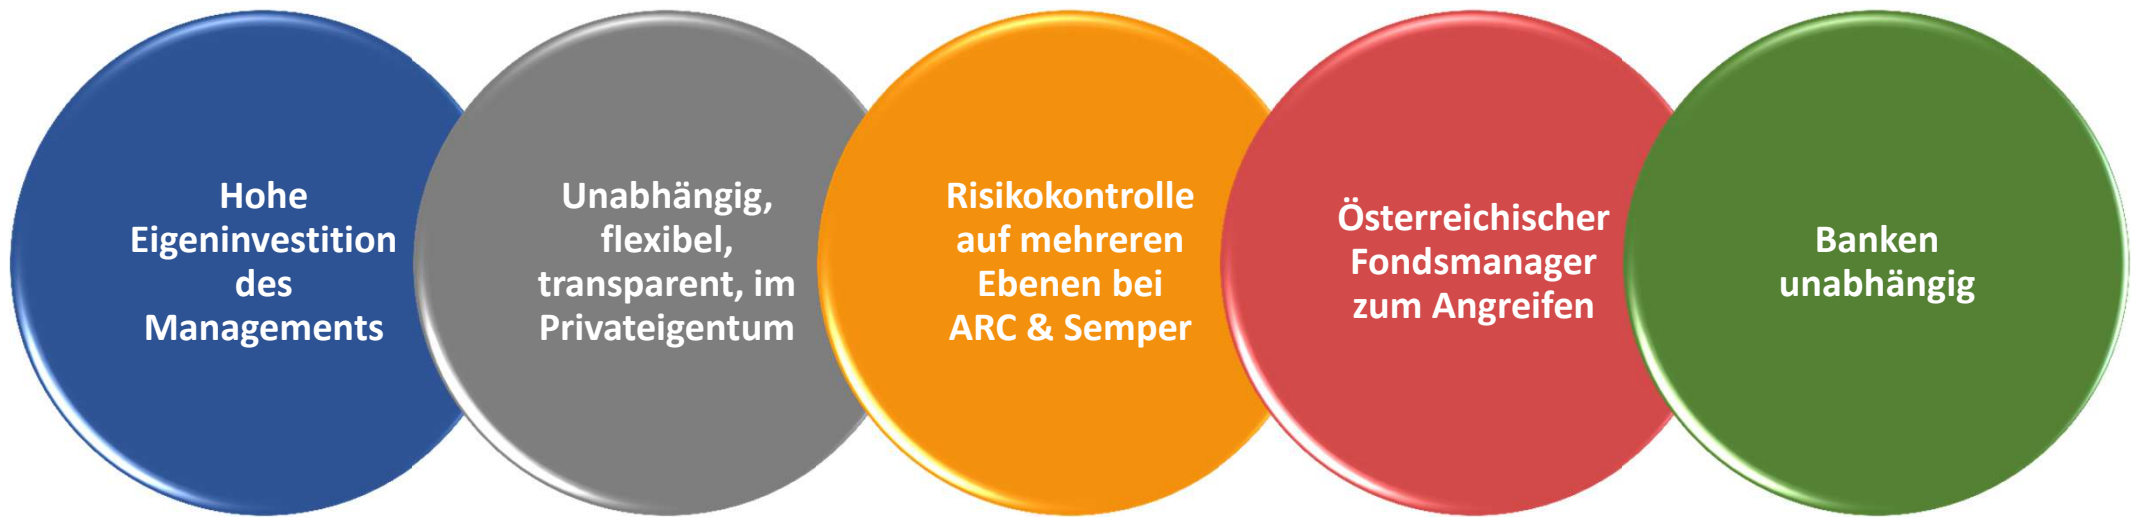 Hohe
Eigeninvestition
des
Managements
Unabhängig,
flexibel,
transparent, im
Privateigentum
Risikokontrolle
auf mehreren
Ebenen bei
ARC & Semper
Österreichischer
Fondsmanager
zum Angreifen
Banken
unabhängig